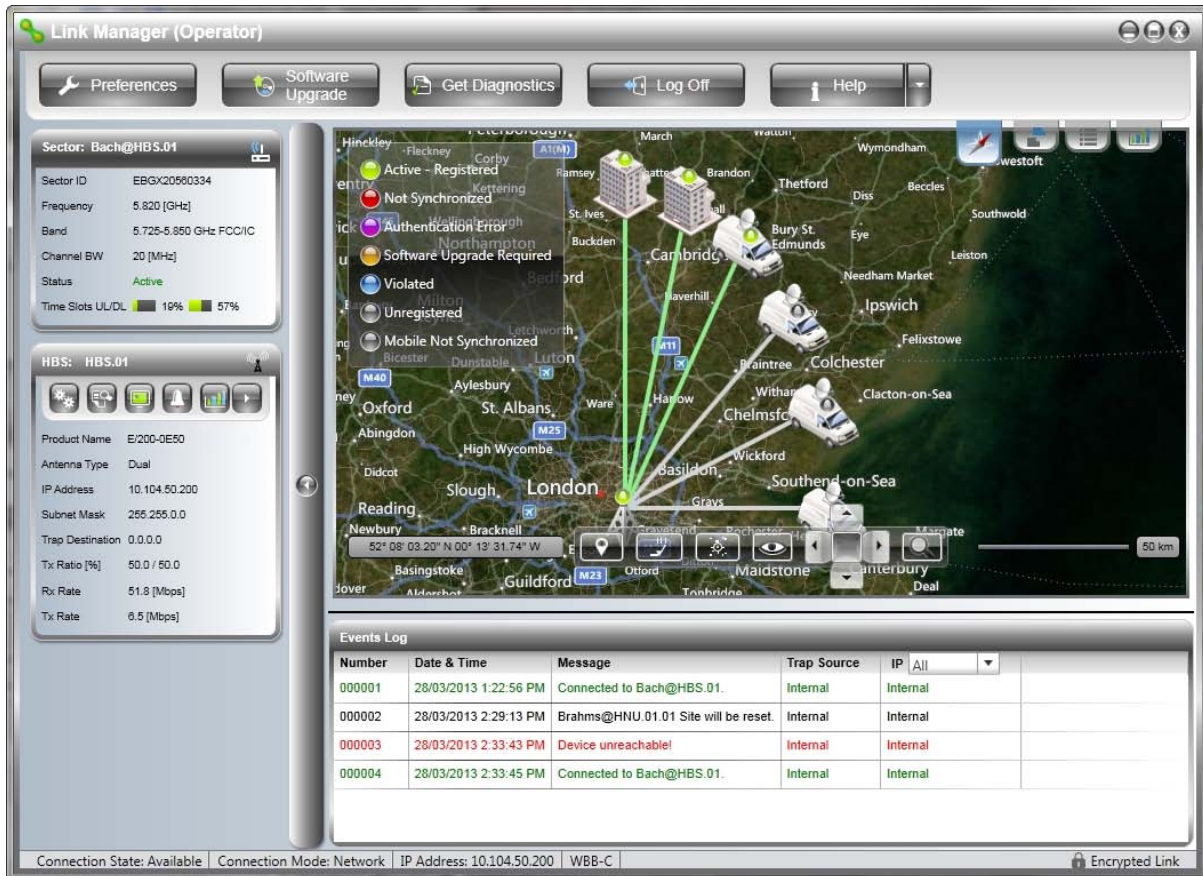 Link Manager (Operator)
Preferences
Software Upgrade
Get Diagnostics
Log Off
Help
Sector: Bach@HBS.01
Sector ID EBGX20560334
Frequency 5.820 [GHz]
Band 5.725-5.850 GHz FCC/IC
Channel BW 20 [MHz]
Status Active
Time Slots UL/DL 19% 57%
HBS: HBS.01
Product Name E/200-0E50
Antenna Type Dual
IP Address 10.104.50.200
Subnet Mask 255.255.0.0
Trap Destination 0.0.0.0
Tx Ratio [%] 50.0 / 50.0
Rx Rate 51.8 [Mbps]
Tx Rate 6.5 [Mbps]
Active - Registered
Not Synchronized
Authentication Error
Software Upgrade Required
Violated
Unregistered
Mobile Not Synchronized
Hinckley
Fleckney
Corby
A1(M)
March
Wymondham
Ramsey
Brandon
Thetford
Kettering
Diss
Beccles
St. Ives
Southwold
Wellingborough
Northampton
Buckden
Bury St. Edmunds
Eye
Leiston
Needham Market
Haverhill
Ipswich
Milton
Letchworth
Felixstowe
M11
Bicester
Dunstable
Luton
Braintree
Colchester
M40
Aylesbury
Clacton-on-Sea
Oxford
St. Albans
Ware
Harlow
Abingdon
M25
High Wycombe
Wickford
Didcot
Basildon
Slough
London
Southend-on-Sea
Reading
Grays
Newbury
Bracknell
Gravesend
Margate
52° 08' 03.20" N 00° 13' 31.74" W
50 km
Basingstoke
Guildford
M23
Otford
Maidstone
Deal
Aldershot
Tonbridge
Events Log
Number Date & Time Message Trap Source IP All
000001 28/03/2013 1:22:56 PM Connected to Bach@HBS.01. Internal Internal
000002 28/03/2013 2:29:13 PM Brahms@HNU.01.01 Site will be reset. Internal Internal
000003 28/03/2013 2:33:43 PM Device unreachable! Internal Internal
000004 28/03/2013 2:33:45 PM Connected to Bach@HBS.01. Internal Internal
Connection State: Available Connection Mode: Network IP Address: 10.104.50.200 WBB-C Encrypted Link